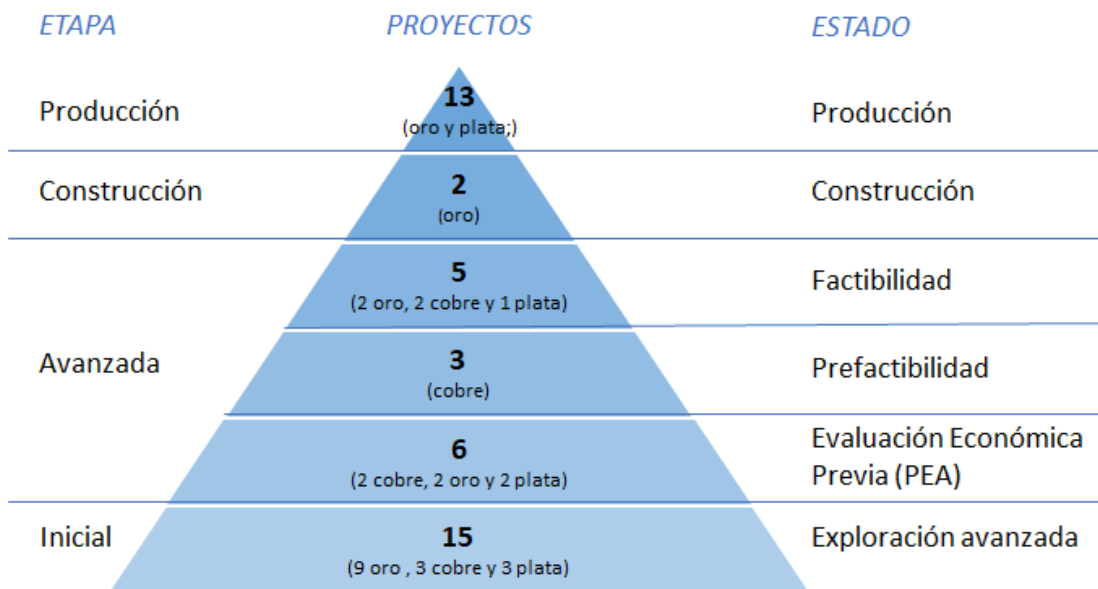 ETAPA PROYECTOS ESTADO
Producción 13 Producción
(oro y plata;)
Construcción 2 Construcción
(oro)
5 Factibilidad
(2 oro, 2 cobre y 1 plata)
Avanzada 3 Prefactibilidad
(cobre)
6 Evaluación Económica
(2 cobre, 2 oro y 2 plata) Previa (PEA)
Inicial 15 Exploración avanzada
(9 oro , 3 cobre y 3 plata)